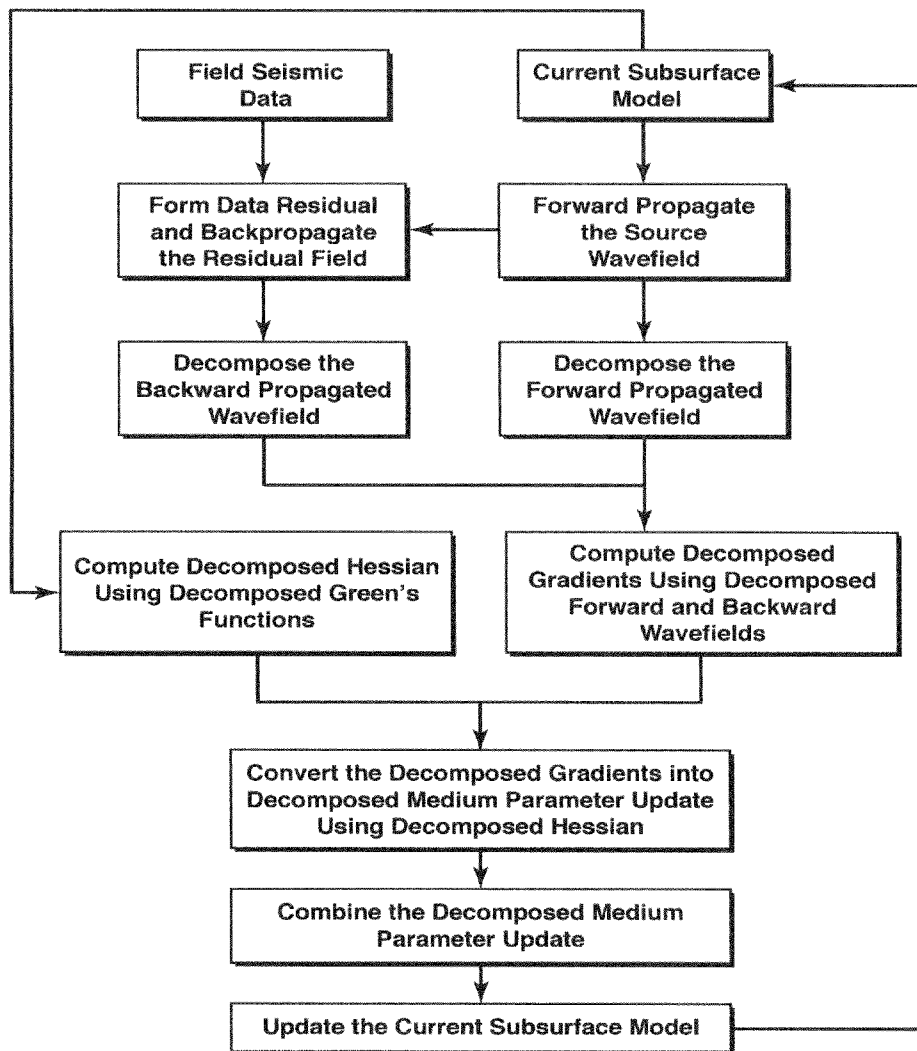 Field Seismic
Data
Current Subsurface
Model
Form Data Residual
and Backpropagate
the Residual Field
Forward Propagate
the Source
Wavefield
Decompose the
Backward Propagated
Wavefield
Decompose the
Forward Propagated
Wavefield
Compute Decomposed Hessian
Using Decomposed Green's
Functions
Compute Decomposed
Gradients Using Decomposed
Forward and Backward
Wavefields
Convert the Decomposed Gradients into
Decomposed Medium Parameter Update
Using Decomposed Hessian
Combine the Decomposed Medium
Parameter Update
Update the Current Subsurface Model